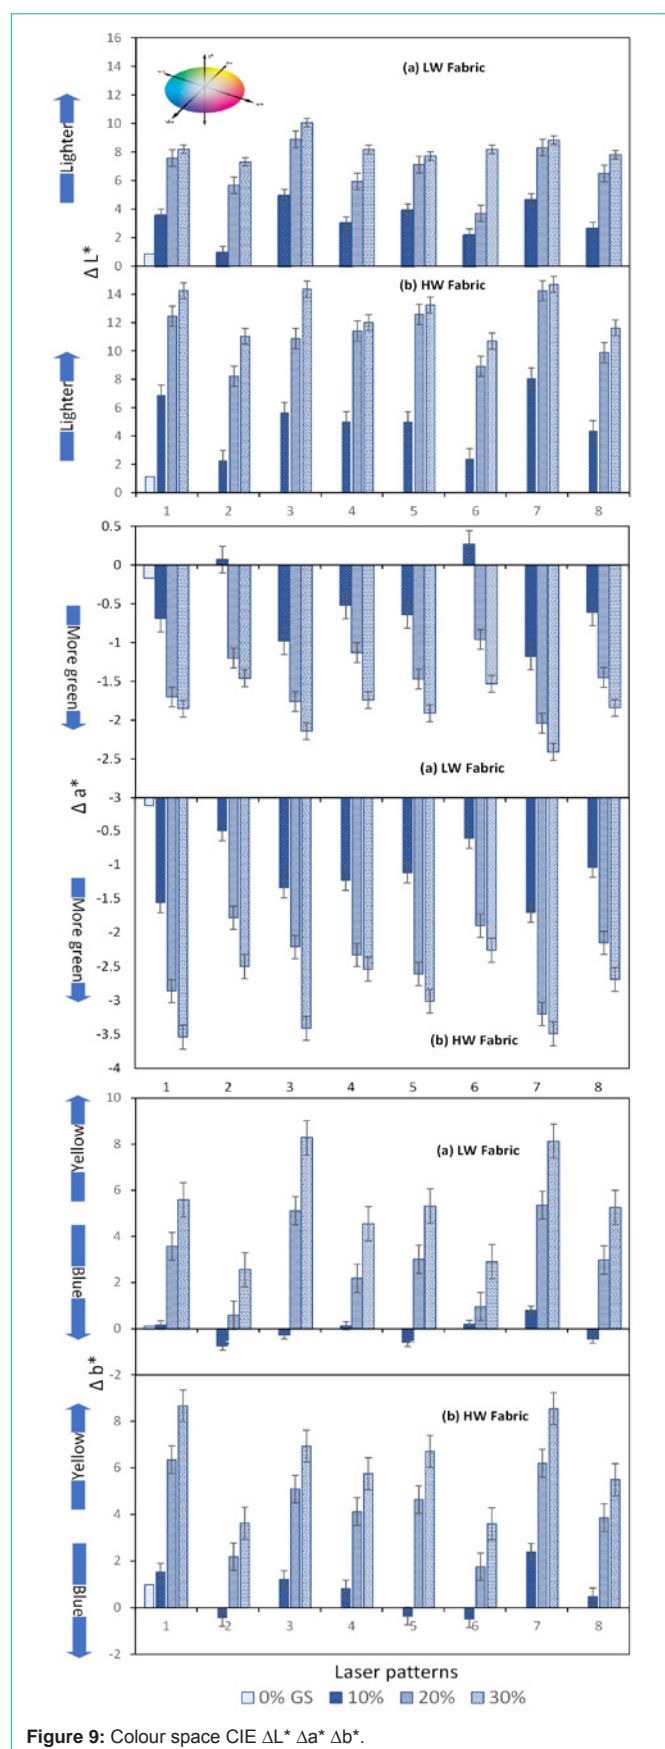 16
14
12
10
8
6
4
2
0
(a) LW Fabric
Lighter
Δ L*
(b) HW Fabric
14
12
10
8
6
4
2
0
Lighter
1 2 3 4 5 6 7 8
0.5
0
-0.5
-1
-1.5
-2
-2.5
-3
More green
(a) LW Fabric
Δ a*
-0.5
-1
-1.5
-2
-2.5
-3
-3.5
-4
More green
(b) HW Fabric
1 2 3 4 5 6 7 8
10
8
6
4
2
0
-2
Yellow
Blue
(a) LW Fabric
Δ b*
8
6
4
2
0
-2
Yellow
Blue
(b) HW Fabric
1 2 3 4 5 6 7 8
Laser patterns
0% GS 10% 20% 30%
Figure 9: Colour space CIE ΔL* Δa* Δb*.